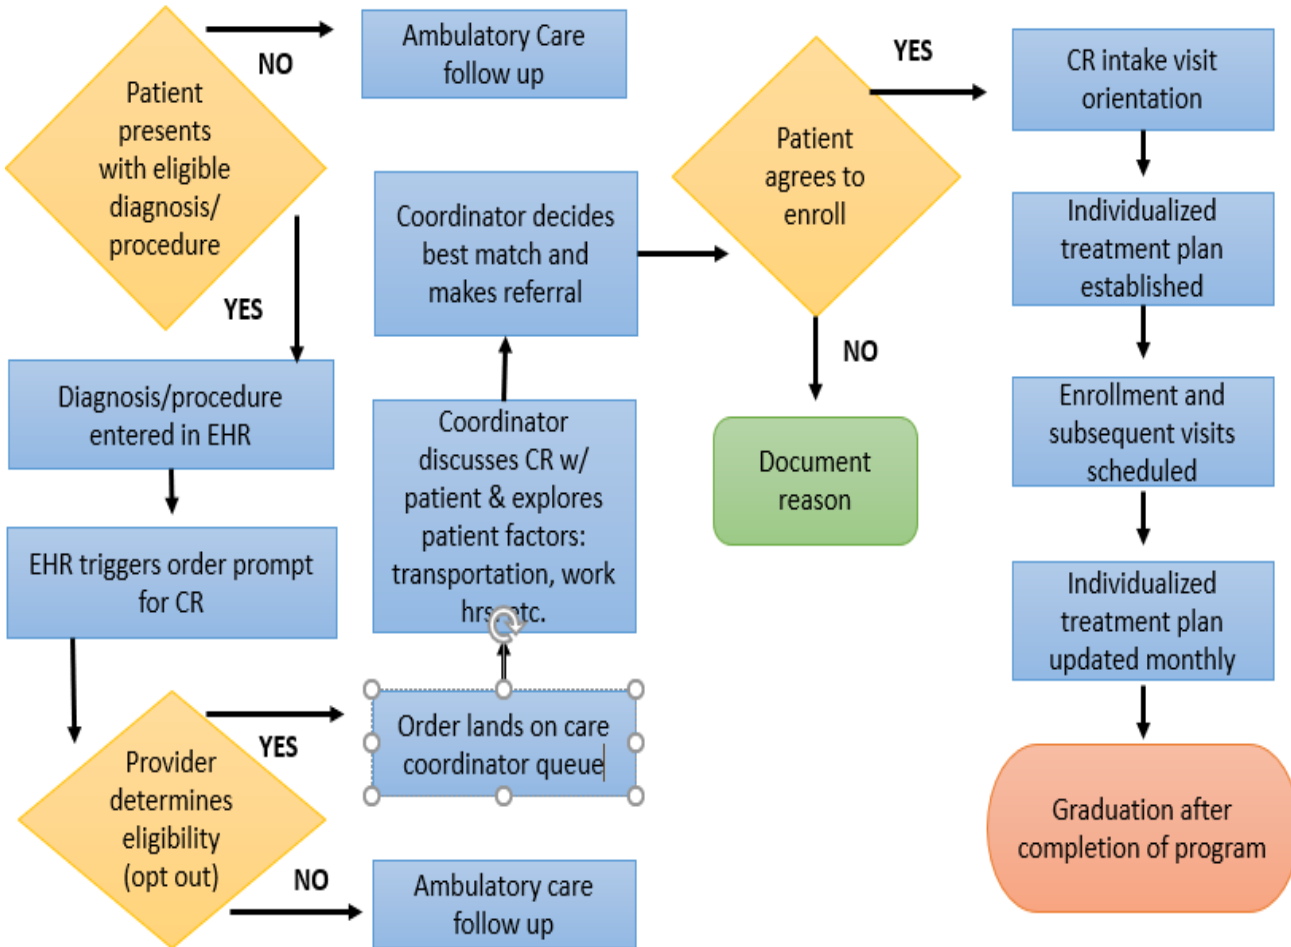 Patient
presents
with eligible
diagnosis/
procedure
NO
Ambulatory Care
follow up
YES
Diagnosis/procedure
entered in EHR
EHR triggers order prompt
for CR
Provider
determines
eligibility
(opt out)
YES
NO
Ambulatory care
follow up
Order lands on care
coordinator queue
Coordinator
discusses CR w/
patient & explores
patient factors:
transportation, work
hrs. etc.
Coordinator decides
best match and
makes referral
Patient
agrees to
enroll
NO
Document
reason
YES
CR intake visit
orientation
Individualized
treatment plan
established
Enrollment and
subsequent visits
scheduled
Individualized
treatment plan
updated monthly
Graduation after
completion of program